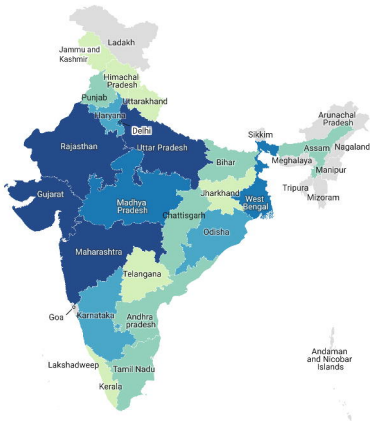 Ladakh
Jammu and
Kashmir
Himachal
Pradesh
Punjab
Uttarakhand
Haryana
Delhi
Rajasthan
Uttar Pradesh
Arunachal
Pradesh
Sikkim
Assam
Nagaland
Bihar
Meghalaya
Manipur
Tripura
Mizoram
Gujarat
Madhya
Pradesh
Jharkhand
West
Bengal
Chattisgarh
Odisha
Maharashtra
Telangana
Goa
Karnataka
Andhra
pradesh
Andaman
and Nicobar
Islands
Lakshadweep
Tamil Nadu
Kerala